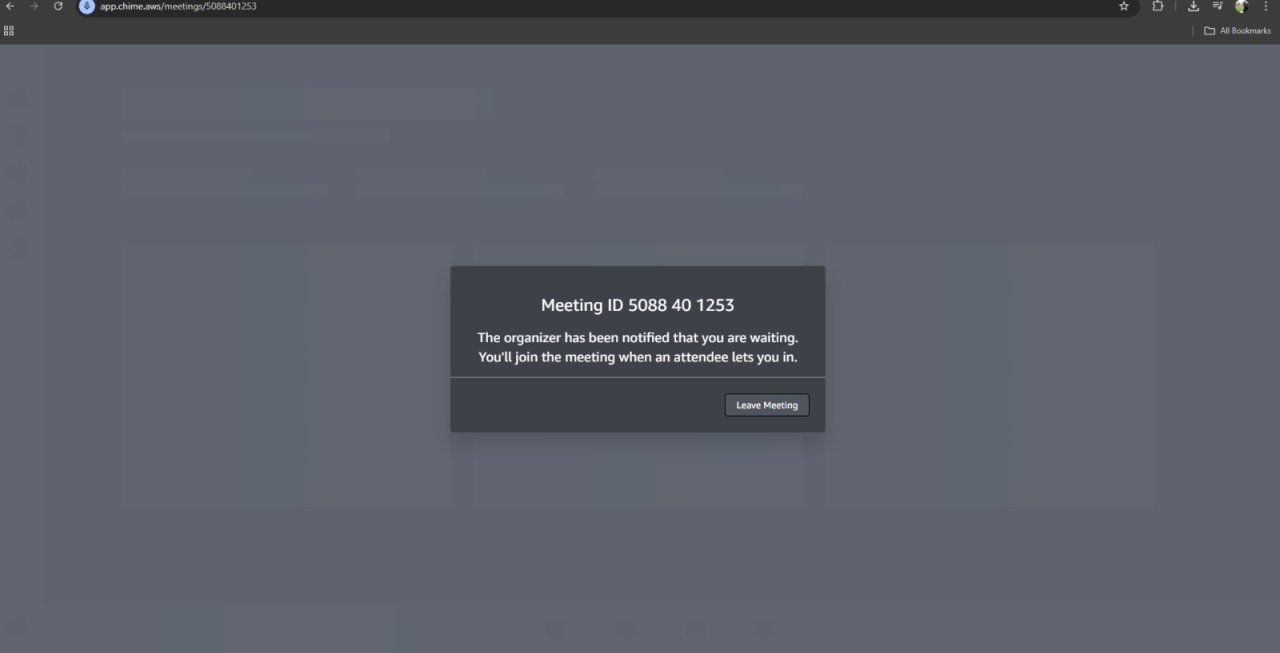 app.chime.aws/meetings/5088401253
All Bookmarks
Meeting ID 5088 40 1253
The organizer has been notified that you are waiting.
You'll join the meeting when an attendee lets you in.
Leave Meeting